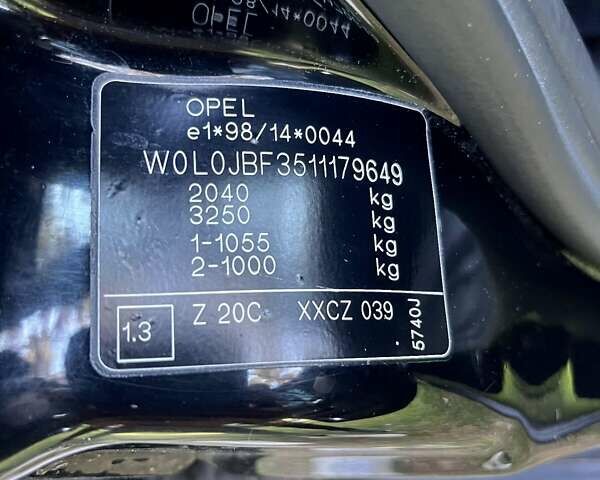 OPEL
e1*98/14*0044
W0L0JBF3511179649
2040 kg
3250 kg
1-1055 kg
2-1000 kg
1.3 Z 20C XXCZ 039
5740J